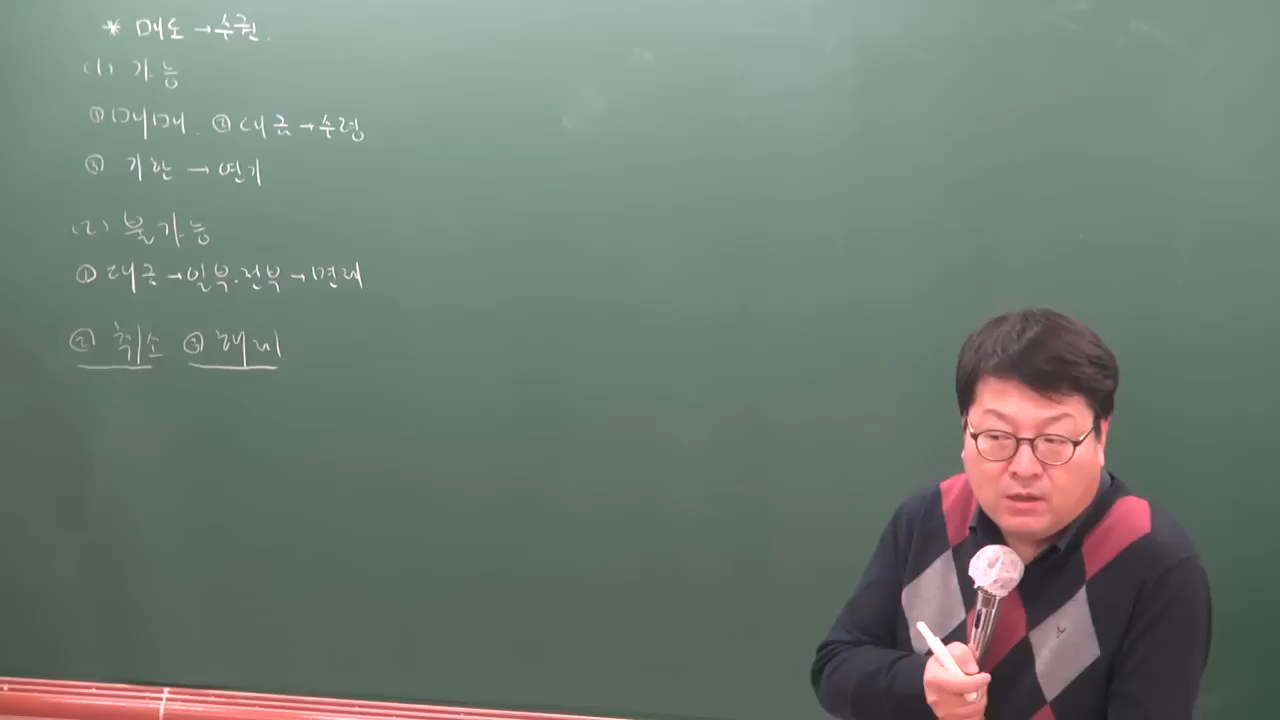 * 매도 → 수권.
(1) 가능
① 매매. ② 대금 → 수령
③ 기한 → 연기
(2) 불가능
① 대금 → 일부·전부 → 면제
② 취소 ③ 해제